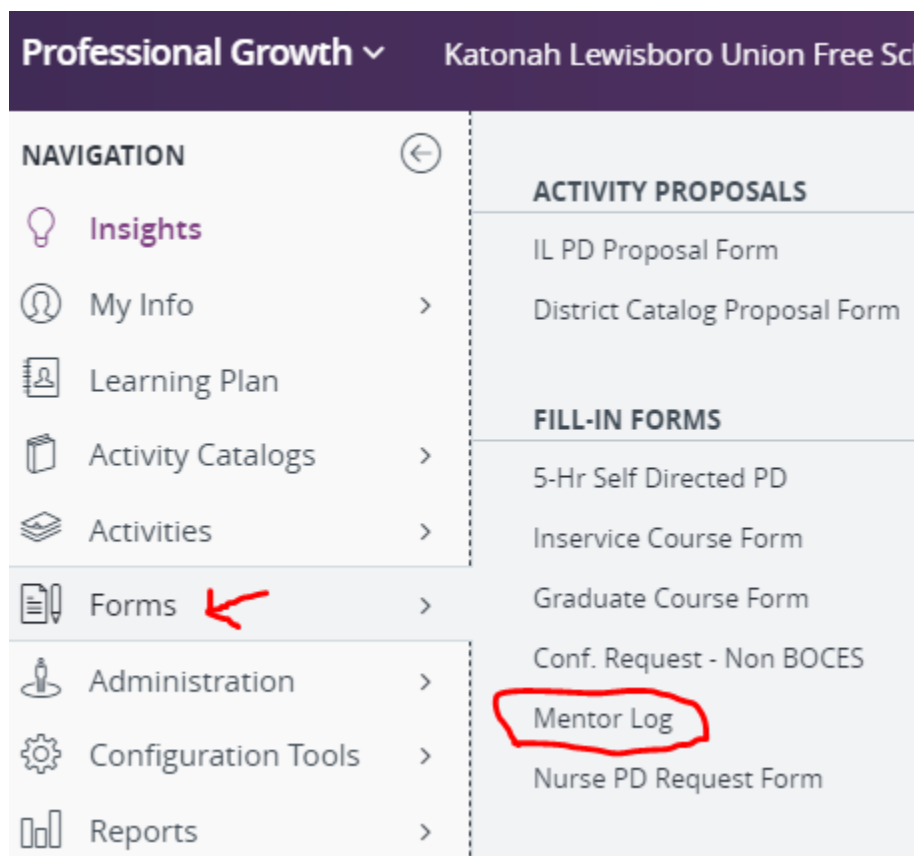 Professional Growth
Katonah Lewisboro Union Free
NAVIGATION
Insights
My Info
Learning Plan
Activity Catalogs
Activities
Forms
Administration
Configuration Tools
Reports
ACTIVITY PROPOSALS
IL PD Proposal Form
District Catalog Proposal Form
FILL-IN FORMS
5-Hr Self Directed PD
Inservice Course Form
Graduate Course Form
Conf. Request - Non BOCES
Mentor Log
Nurse PD Request Form